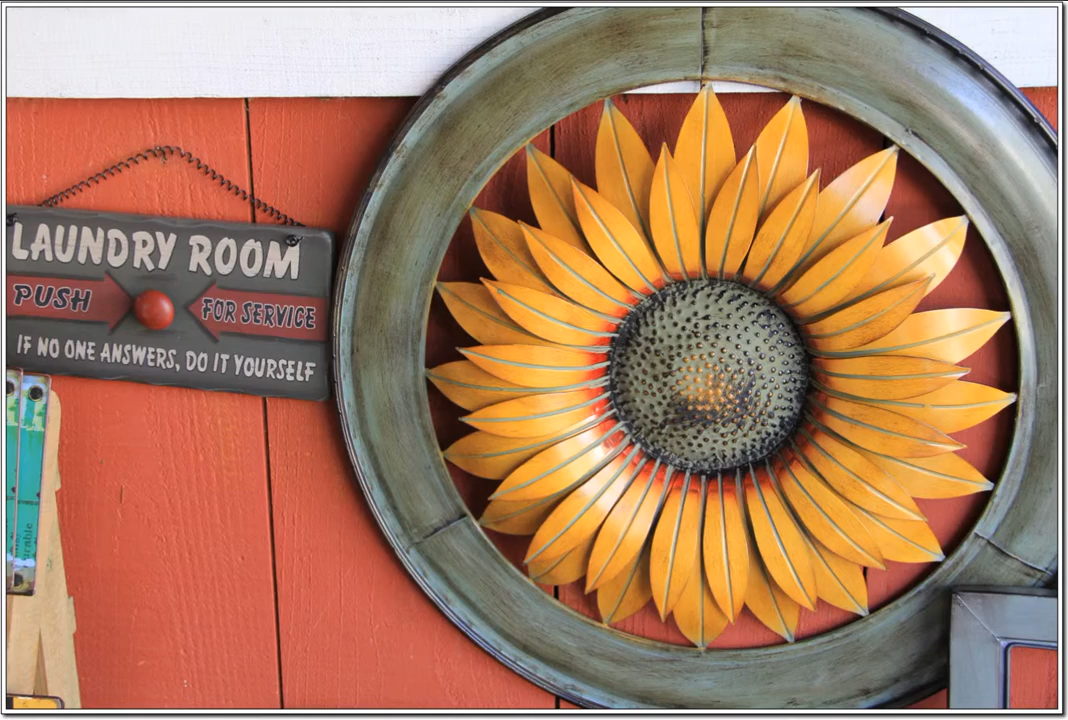 LAUNDRY ROOM
PUSH FOR SERVICE
IF NO ONE ANSWERS, DO IT YOURSELF